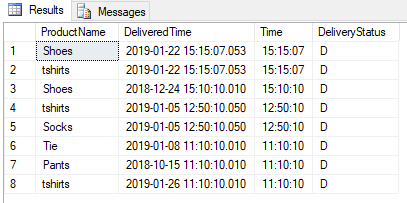 Results Messages
ProductName DeliveredTime Time DeliveryStatus
1 Shoes 2019-01-22 15:15:07.053 15:15:07 D
2 tshirts 2019-01-22 15:15:07.053 15:15:07 D
3 Shoes 2018-12-24 15:10:10.010 15:10:10 D
4 tshirts 2019-01-05 12:50:10.050 12:50:10 D
5 Socks 2019-01-05 12:50:10.050 12:50:10 D
6 Tie 2019-01-08 11:10:10.010 11:10:10 D
7 Pants 2018-10-15 11:10:10.010 11:10:10 D
8 tshirts 2019-01-26 11:10:10.010 11:10:10 D